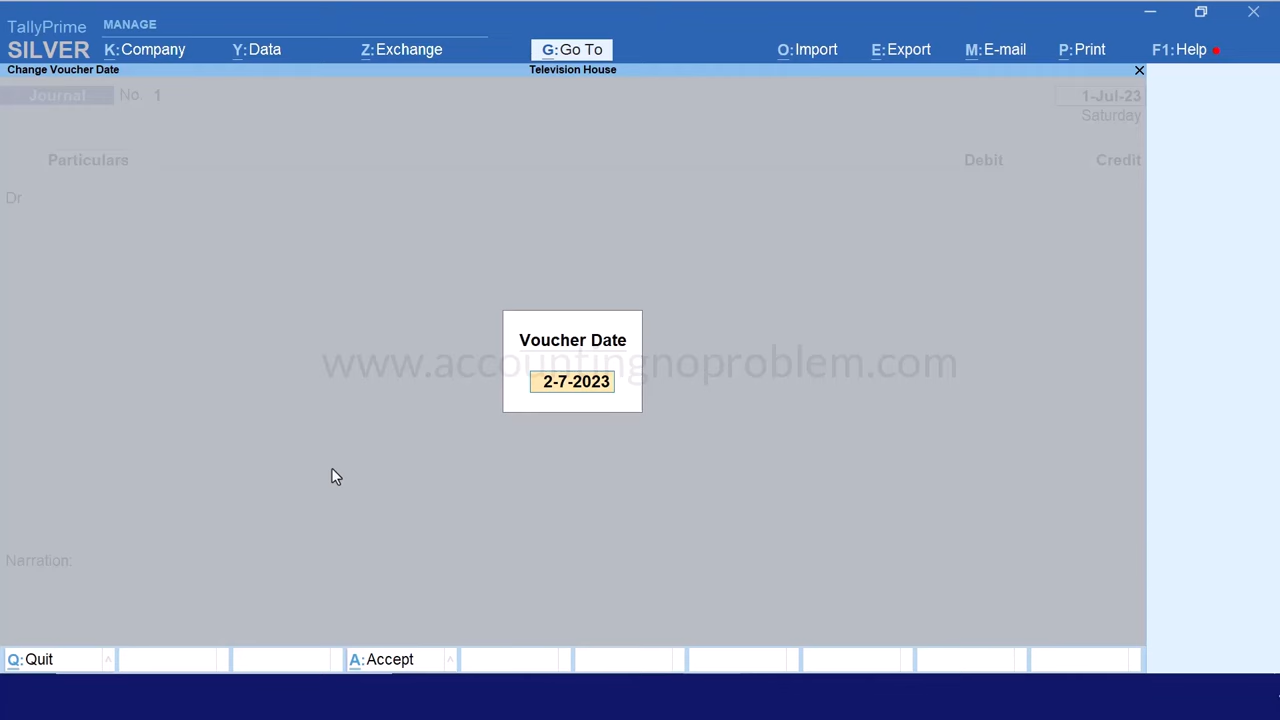 TallyPrime MANAGE
SILVER K:Company Y:Data Z:Exchange G:Go To O:Import E:Export M:E-mail P:Print F1:Help
Change Voucher Date Television House
Journal No. 1 1-Jul-23
Saturday
Particulars Debit Credit
Dr
Voucher Date
www.accountingnoproblem.com
2-7-2023
Narration:
Q:Quit A:Accept